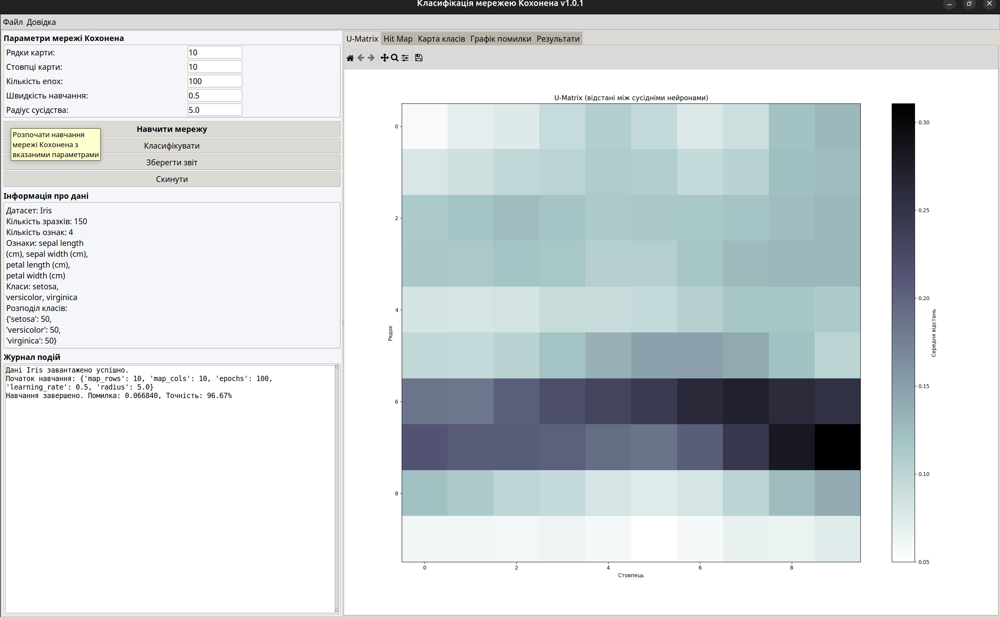 Класифікація мережею Кохонена v1.0.1
Файл Довідка
Параметри мережі Кохонена
Рядки карти: 10
Стовпці карти: 10
Кількість епох: 100
Швидкість навчання: 0.5
Радіус сусідства: 5.0
Навчити мережу
Розпочати навчання
мережі Кохонена з
вказаними параметрами
Класифікувати
Зберегти звіт
Скинути
Інформація про дані
Датасет: Iris
Кількість зразків: 150
Кількість ознак: 4
Ознаки: sepal length
(cm), sepal width (cm),
petal length (cm),
petal width (cm)
Класи: setosa,
versicolor, virginica
Розподіл класів:
{'setosa': 50,
'versicolor': 50,
'virginica': 50}
Журнал подій
Дані Iris завантажено успішно.
Початок навчання: {'map_rows': 10, 'map_cols': 10, 'epochs': 100,
'learning_rate': 0.5, 'radius': 5.0}
Навчання завершено. Помилка: 0.066840, Точність: 96.67%
U-Matrix Hit Map Карта класів Графік помилки Результати
U-Matrix (відстані між сусідніми нейронами)
Рядок
0
2
4
6
8
0 2 4 6 8
Стовпець
0.30
0.25
0.20
0.15
0.10
0.05
Середня відстань